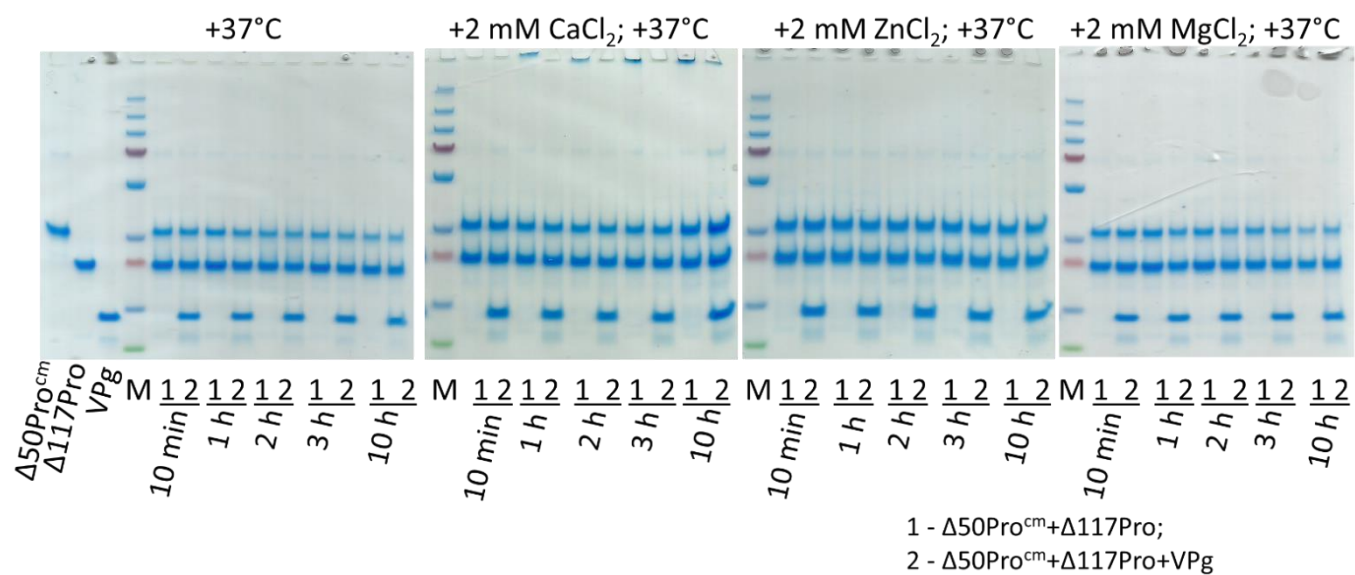 +37°C +2 mM CaCl₂; +37°C +2 mM ZnCl₂; +37°C +2 mM MgCl₂; +37°C
Δ50Proᶜᵐ Δ117Pro VPg M 1 2 1 2 1 2 1 2 1 2 M 1 2 1 2 1 2 1 2 1 2 M 1 2 1 2 1 2 1 2 1 2 M 1 2 1 2 1 2 1 2 1 2
10 min 1 h 2 h 3 h 10 h 10 min 1 h 2 h 3 h 10 h 10 min 1 h 2 h 3 h 10 h 10 min 1 h 2 h 3 h 10 h
1 - Δ50Proᶜᵐ+Δ117Pro;
2 - Δ50Proᶜᵐ+Δ117Pro+VPg